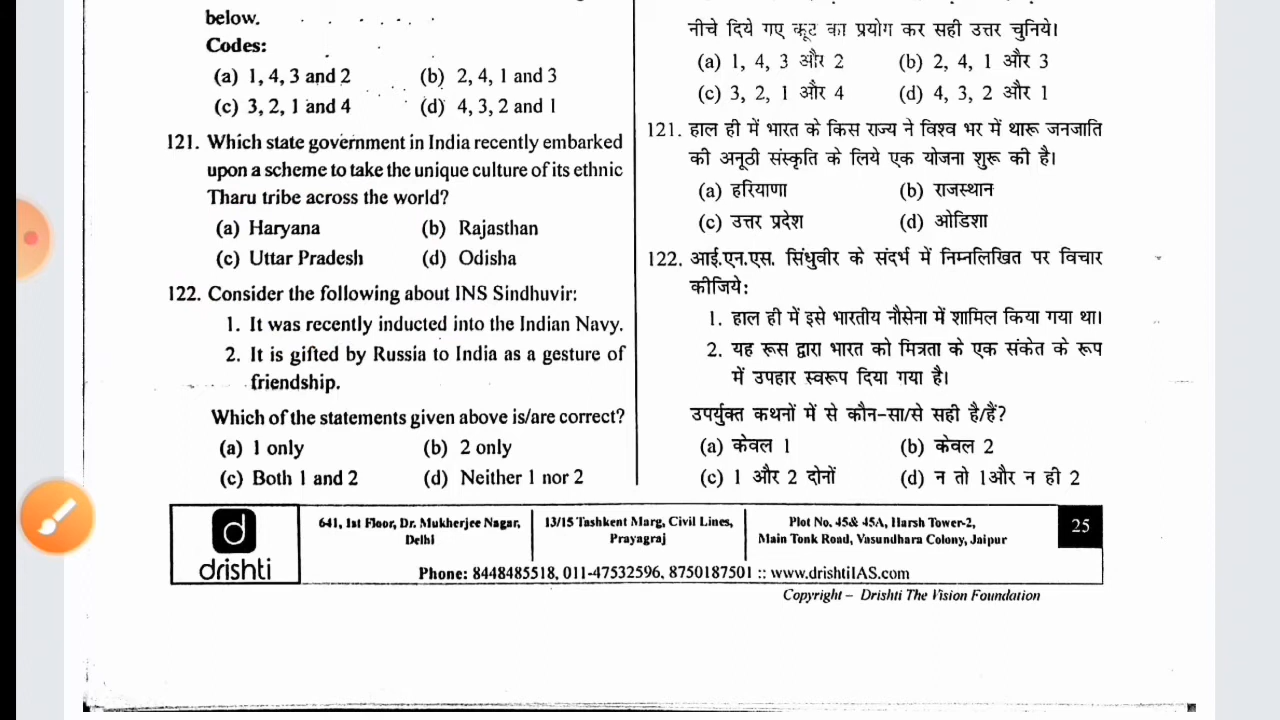 below.
Codes:
(a) 1, 4, 3 and 2 (b) 2, 4, 1 and 3
(c) 3, 2, 1 and 4 (d) 4, 3, 2 and 1
121. Which state government in India recently embarked
upon a scheme to take the unique culture of its ethnic
Tharu tribe across the world?
(a) Haryana (b) Rajasthan
(c) Uttar Pradesh (d) Odisha
122. Consider the following about INS Sindhuvir:
1. It was recently inducted into the Indian Navy.
2. It is gifted by Russia to India as a gesture of
friendship.
Which of the statements given above is/are correct?
(a) 1 only (b) 2 only
(c) Both 1 and 2 (d) Neither 1 nor 2
नीचे दिये गए कूट का प्रयोग कर सही उत्तर चुनिये।
(a) 1, 4, 3 और 2 (b) 2, 4, 1 और 3
(c) 3, 2, 1 और 4 (d) 4, 3, 2 और 1
121. हाल ही में भारत के किस राज्य ने विश्व भर में थारू जनजाति
की अनूठी संस्कृति के लिये एक योजना शुरू की है।
(a) हरियाणा (b) राजस्थान
(c) उत्तर प्रदेश (d) ओडिशा
122. आई.एन.एस. सिंधुवीर के संदर्भ में निम्नलिखित पर विचार
कीजिये:
1. हाल ही में इसे भारतीय नौसेना में शामिल किया गया था।
2. यह रूस द्वारा भारत को मित्रता के एक संकेत के रूप
में उपहार स्वरूप दिया गया है।
उपर्युक्त कथनों में से कौन-सा/से सही है/हैं?
(a) केवल 1 (b) केवल 2
(c) 1 और 2 दोनों (d) न तो 1और न ही 2
d
drishti
641, 1st Floor, Dr. Mukherjee Nagar,
Delhi
13/15 Tashkent Marg, Civil Lines,
Prayagraj
Plot No. 45& 45A, Harsh Tower-2,
Main Tonk Road, Vasundhara Colony, Jaipur
25
Phone: 8448485518, 011-47532596, 8750187501 :: www.drishtiIAS.com
Copyright – Drishti The Vision Foundation